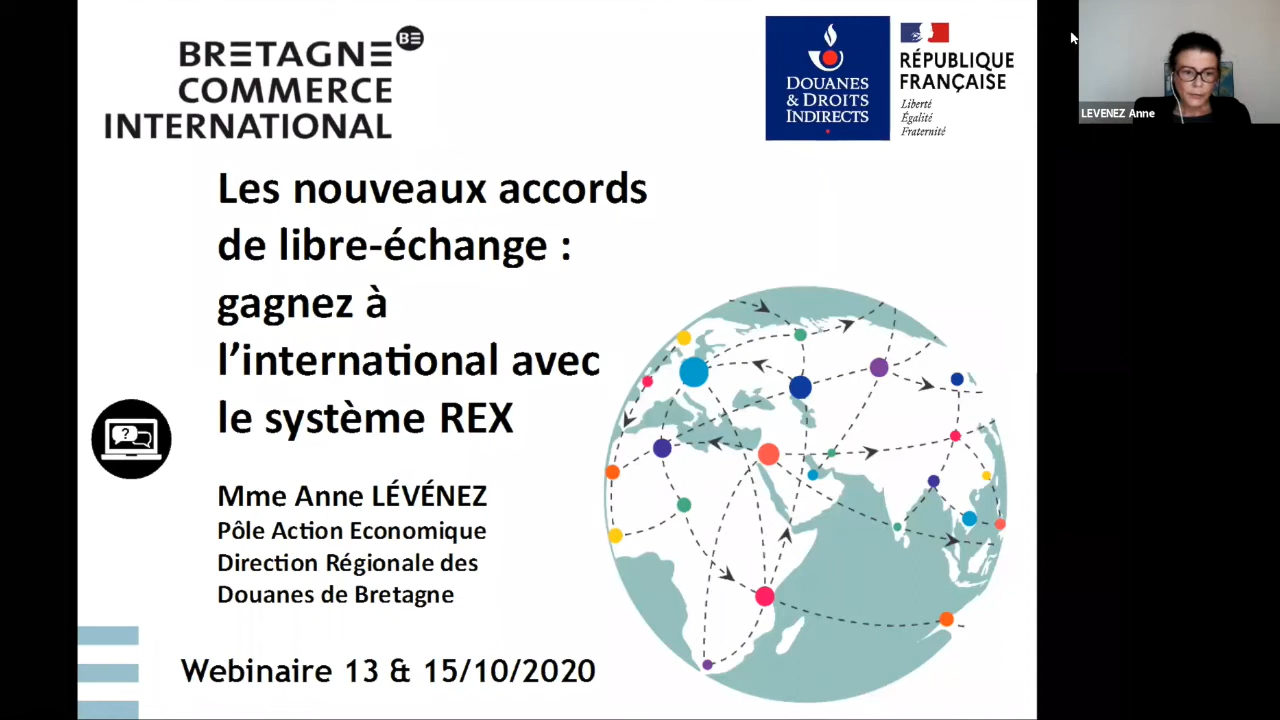 BRETAGNE BE
COMMERCE
INTERNATIONAL
DOUANES
& DROITS
INDIRECTS
RÉPUBLIQUE
FRANÇAISE
Liberté
Égalité
Fraternité
LEVENEZ Anne
Les nouveaux accords
de libre-échange :
gagnez à
l’international avec
le système REX
?
Mme Anne LÉVÉNEZ
Pôle Action Economique
Direction Régionale des
Douanes de Bretagne
Webinaire 13 & 15/10/2020